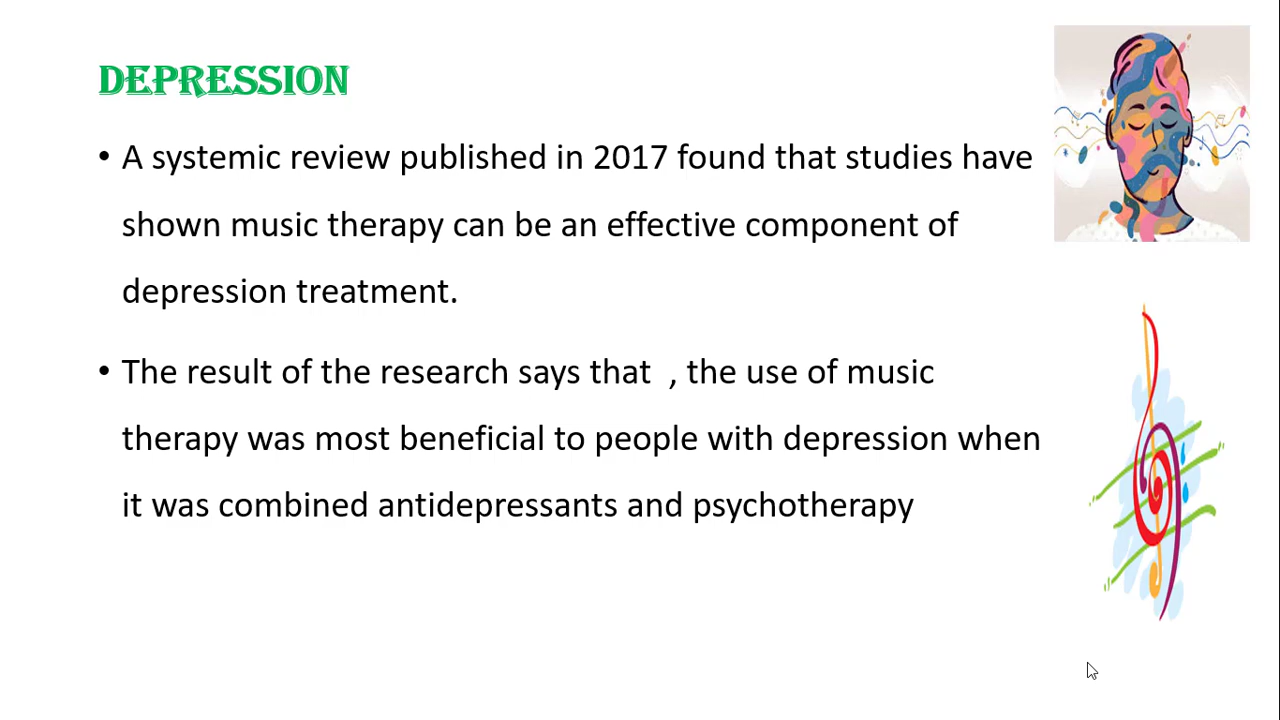 DEPRESSION
• A systemic review published in 2017 found that studies have
shown music therapy can be an effective component of
depression treatment.
• The result of the research says that  , the use of music
therapy was most beneficial to people with depression when
it was combined antidepressants and psychotherapy